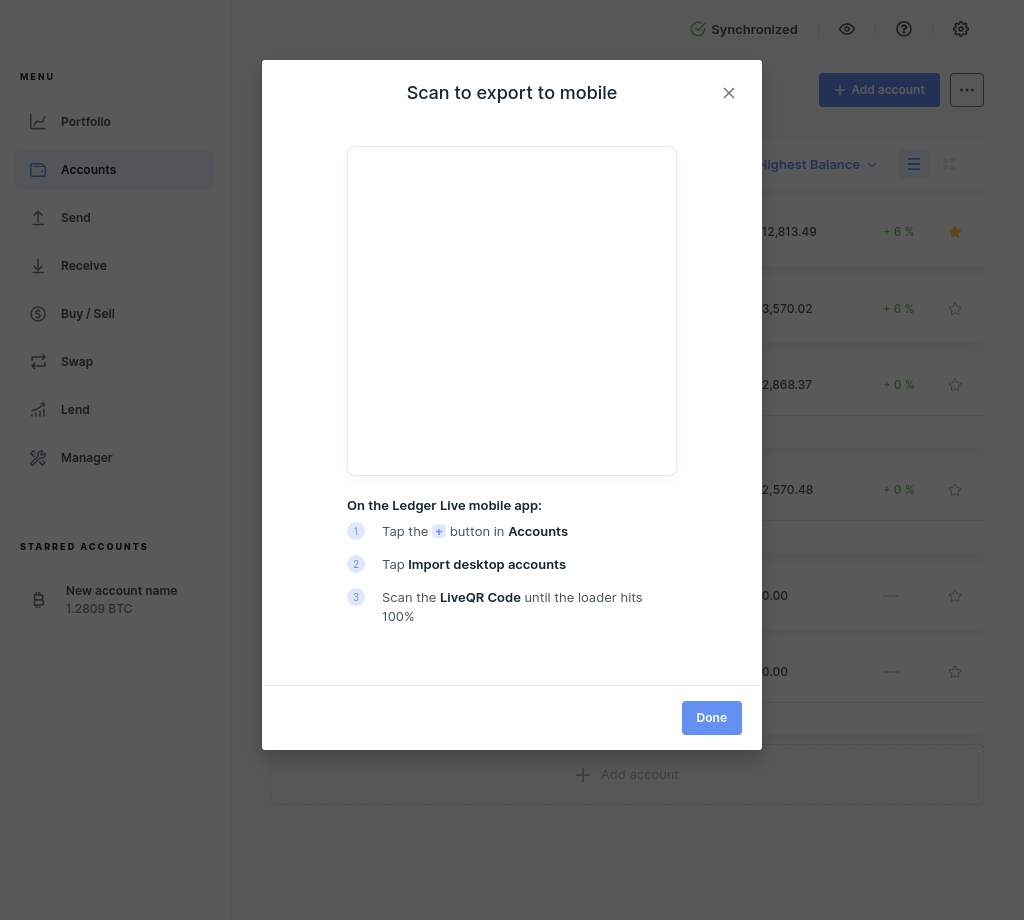 Synchronized
MENU
Scan to export to mobile
+ Add account
Portfolio
Accounts
Highest Balance
Send
12,813.49
+ 6 %
Receive
Buy / Sell
3,570.02
+ 6 %
Swap
2,868.37
+ 0 %
Lend
Manager
2,570.48
+ 0 %
On the Ledger Live mobile app:
1 Tap the + button in Accounts
STARRED ACCOUNTS
2 Tap Import desktop accounts
New account name
1.2809 BTC
3 Scan the LiveQR Code until the loader hits
100%
0.00
—
0.00
—
Done
+ Add account